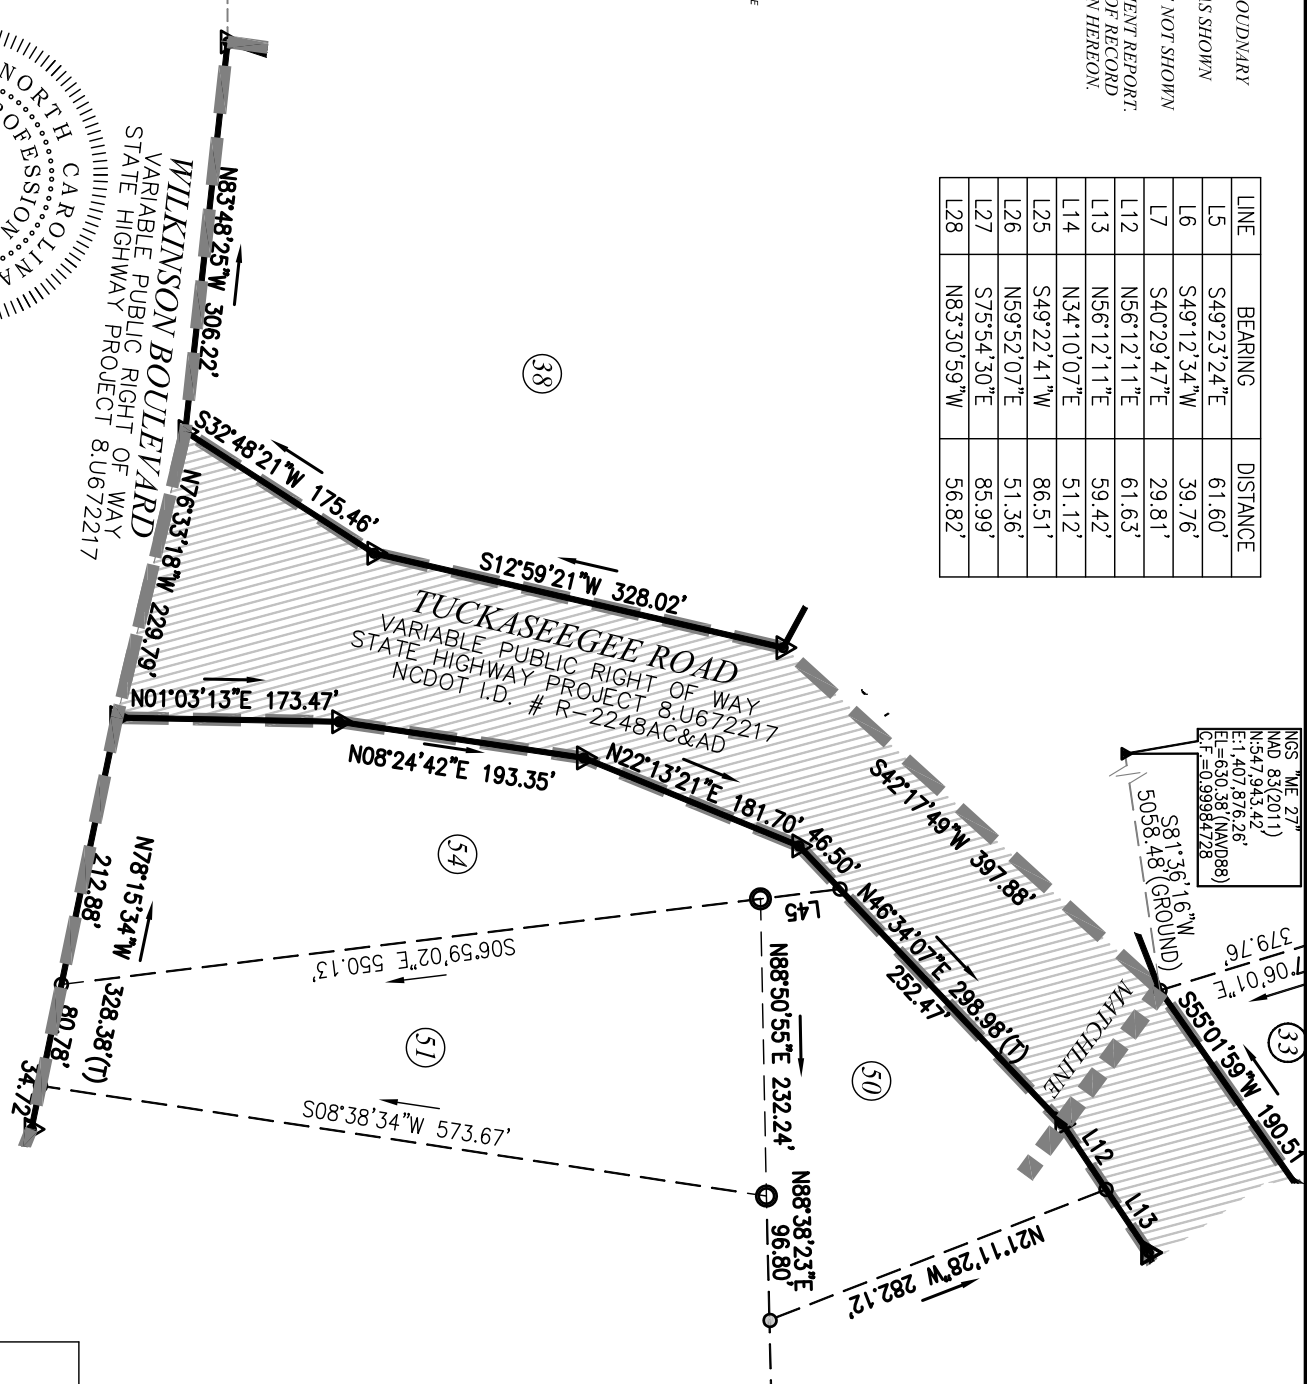 OUDNARY
AS SHOWN
NOT SHOWN
TENT REPORT.
OF RECORD
N HEREON.
LINE BEARING DISTANCE
L5 S49°23'24"E 61.60'
L6 S49°12'34"W 39.76'
L7 S40°29'47"E 29.81'
L12 N56°12'11"E 61.63'
L13 N56°12'11"E 59.42'
L14 N34°10'07"E 51.12'
L25 S49°22'41"W 86.51'
L26 N59°52'07"E 51.36'
L27 S75°54'30"E 85.99'
L28 N83°30'59"W 56.82'
NGS "ME 27"
NAD 83(2011)
N:547,943.42'
E:1,407,876.26'
EL=630.38'(NAVD88)
C.F.=0.99984728
S81°36'16"W
5058.48'(GROUND)
7°06'01"E
379.76'
33
S55°01'59"W 190.51
MATCHLINE
S42°17'49"W 397.88'
38
S12°59'21"W 328.02'
TUCKASEEGEE ROAD
VARIABLE PUBLIC RIGHT OF WAY
STATE HIGHWAY PROJECT 8.U672217
NCDOT I.D. # R-2248AC&AD
S32°48'21"W 175.46'
N83°48'25"W 306.22'
WILKINSON BOULEVARD
VARIABLE PUBLIC RIGHT OF WAY
STATE HIGHWAY PROJECT 8.U672217
N76°33'18"W 229.79'
N01°03'13"E 173.47'
N08°24'42"E 193.35'
N22°13'21"E 181.70'
46.50'
N46°34'07"E 298.98'(T)
252.47'
L12
L13
L45
54
N88°50'55"E 232.24'
50
S06°59'02"E 550.13'
51
S08°38'34"W 573.67'
N88°38'23"E
96.80'
N21°11'28"W 282.12'
N78°15'34"W 328.38'(T)
212.88'
80.78'
34.72'
NORTH CAROLINA
ROFESSION